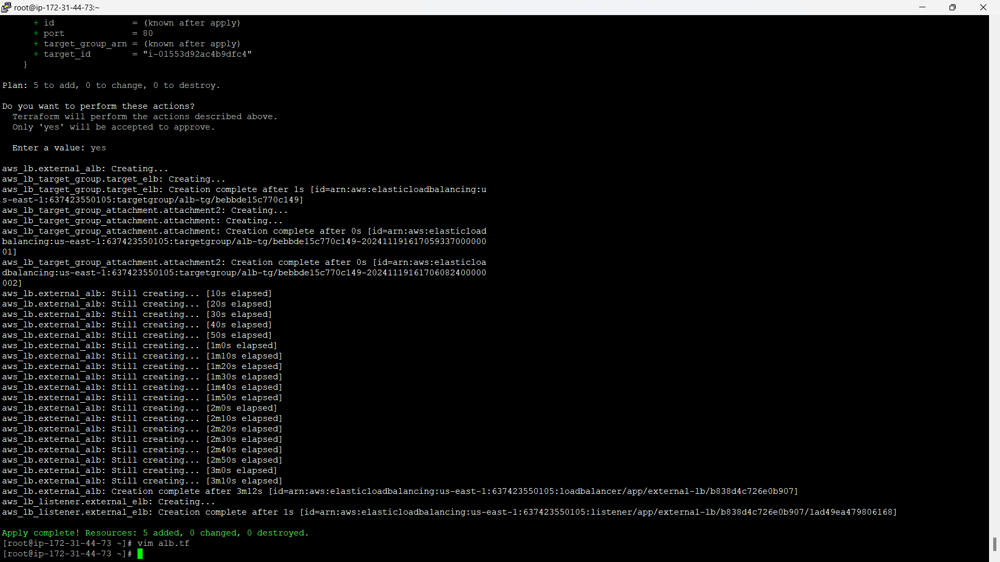 root@ip-172-31-44-73:~
+ id               = (known after apply)
+ port             = 80
+ target_group_arn = (known after apply)
+ target_id        = "i-01553d92ac4b9dfc4"
}
Plan: 5 to add, 0 to change, 0 to destroy.
Do you want to perform these actions?
Terraform will perform the actions described above.
Only 'yes' will be accepted to approve.
Enter a value: yes
aws_lb.external_alb: Creating...
aws_lb_target_group.target_elb: Creating...
aws_lb_target_group.target_elb: Creation complete after 1s [id=arn:aws:elasticloadbalancing:u
s-east-1:637423550105:targetgroup/alb-tg/bebbde15c770c149]
aws_lb_target_group_attachment.attachment2: Creating...
aws_lb_target_group_attachment.attachment: Creating...
aws_lb_target_group_attachment.attachment: Creation complete after 0s [id=arn:aws:elasticload
balancing:us-east-1:637423550105:targetgroup/alb-tg/bebbde15c770c149-202411191617059337000000
01]
aws_lb_target_group_attachment.attachment2: Creation complete after 0s [id=arn:aws:elasticloa
dbalancing:us-east-1:637423550105:targetgroup/alb-tg/bebbde15c770c149-20241119161706082400000
002]
aws_lb.external_alb: Still creating... [10s elapsed]
aws_lb.external_alb: Still creating... [20s elapsed]
aws_lb.external_alb: Still creating... [30s elapsed]
aws_lb.external_alb: Still creating... [40s elapsed]
aws_lb.external_alb: Still creating... [50s elapsed]
aws_lb.external_alb: Still creating... [1m0s elapsed]
aws_lb.external_alb: Still creating... [1m10s elapsed]
aws_lb.external_alb: Still creating... [1m20s elapsed]
aws_lb.external_alb: Still creating... [1m30s elapsed]
aws_lb.external_alb: Still creating... [1m40s elapsed]
aws_lb.external_alb: Still creating... [1m50s elapsed]
aws_lb.external_alb: Still creating... [2m0s elapsed]
aws_lb.external_alb: Still creating... [2m10s elapsed]
aws_lb.external_alb: Still creating... [2m20s elapsed]
aws_lb.external_alb: Still creating... [2m30s elapsed]
aws_lb.external_alb: Still creating... [2m40s elapsed]
aws_lb.external_alb: Still creating... [2m50s elapsed]
aws_lb.external_alb: Still creating... [3m0s elapsed]
aws_lb.external_alb: Still creating... [3m10s elapsed]
aws_lb.external_alb: Creation complete after 3m12s [id=arn:aws:elasticloadbalancing:us-east-1:637423550105:loadbalancer/app/external-lb/b838d4c726e0b907]
aws_lb_listener.external_elb: Creating...
aws_lb_listener.external_elb: Creation complete after 1s [id=arn:aws:elasticloadbalancing:us-east-1:637423550105:listener/app/external-lb/b838d4c726e0b907/1ad49ea479806168]
Apply complete! Resources: 5 added, 0 changed, 0 destroyed.
[root@ip-172-31-44-73 ~]# vim alb.tf
[root@ip-172-31-44-73 ~]#